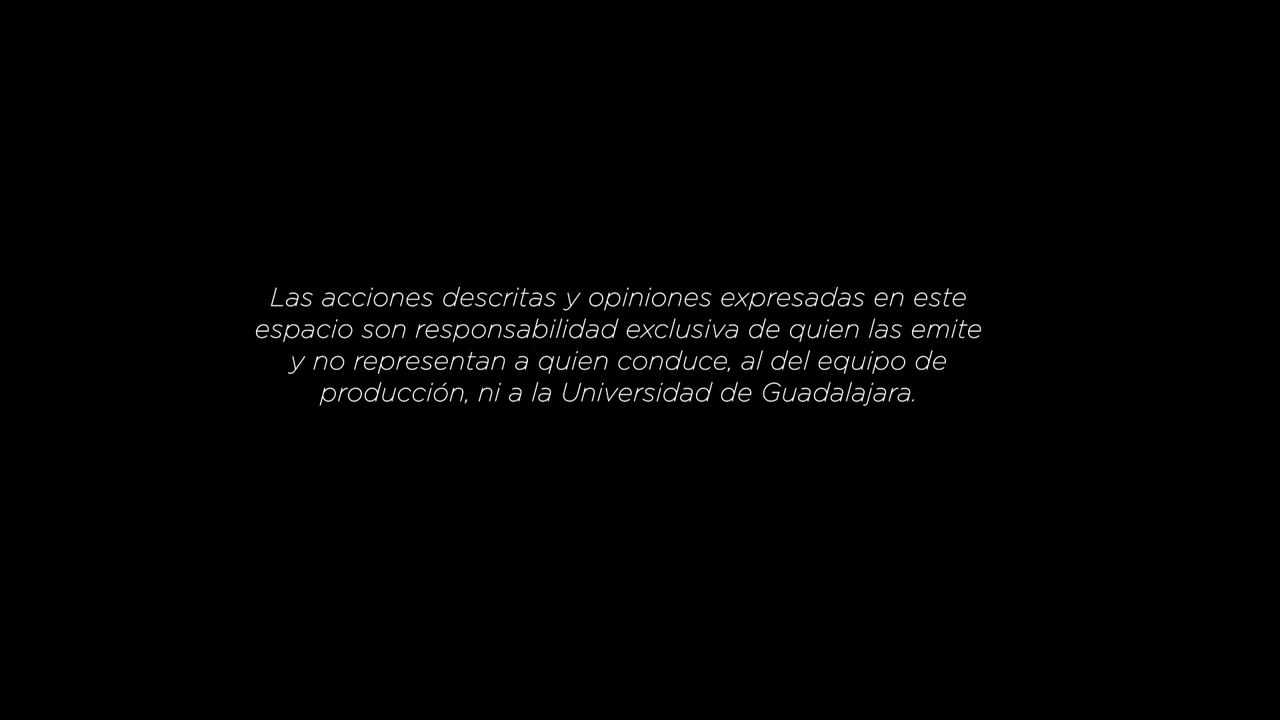 Las acciones descritas y opiniones expresadas en este
espacio son responsabilidad exclusiva de quien las emite
y no representan a quien conduce, al del equipo de
producción, ni a la Universidad de Guadalajara.